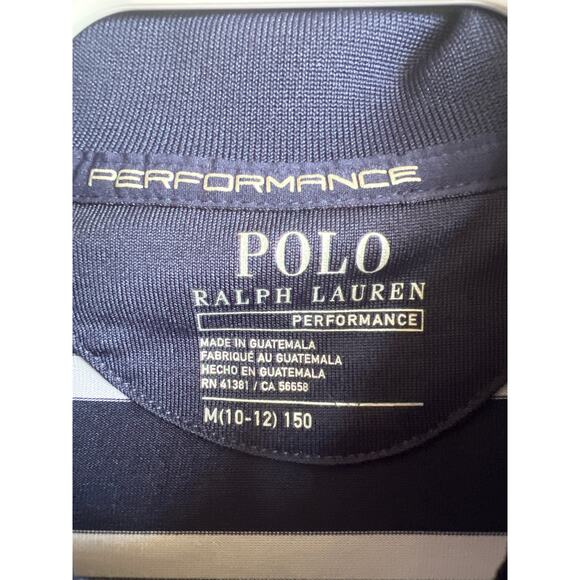 PERFORMANCE
POLO
RALPH LAUREN
PERFORMANCE
MADE IN GUATEMALA
FABRIQUÉ AU GUATEMALA
HECHO EN GUATEMALA
RN 41381 / CA 56658
M(10-12) 150